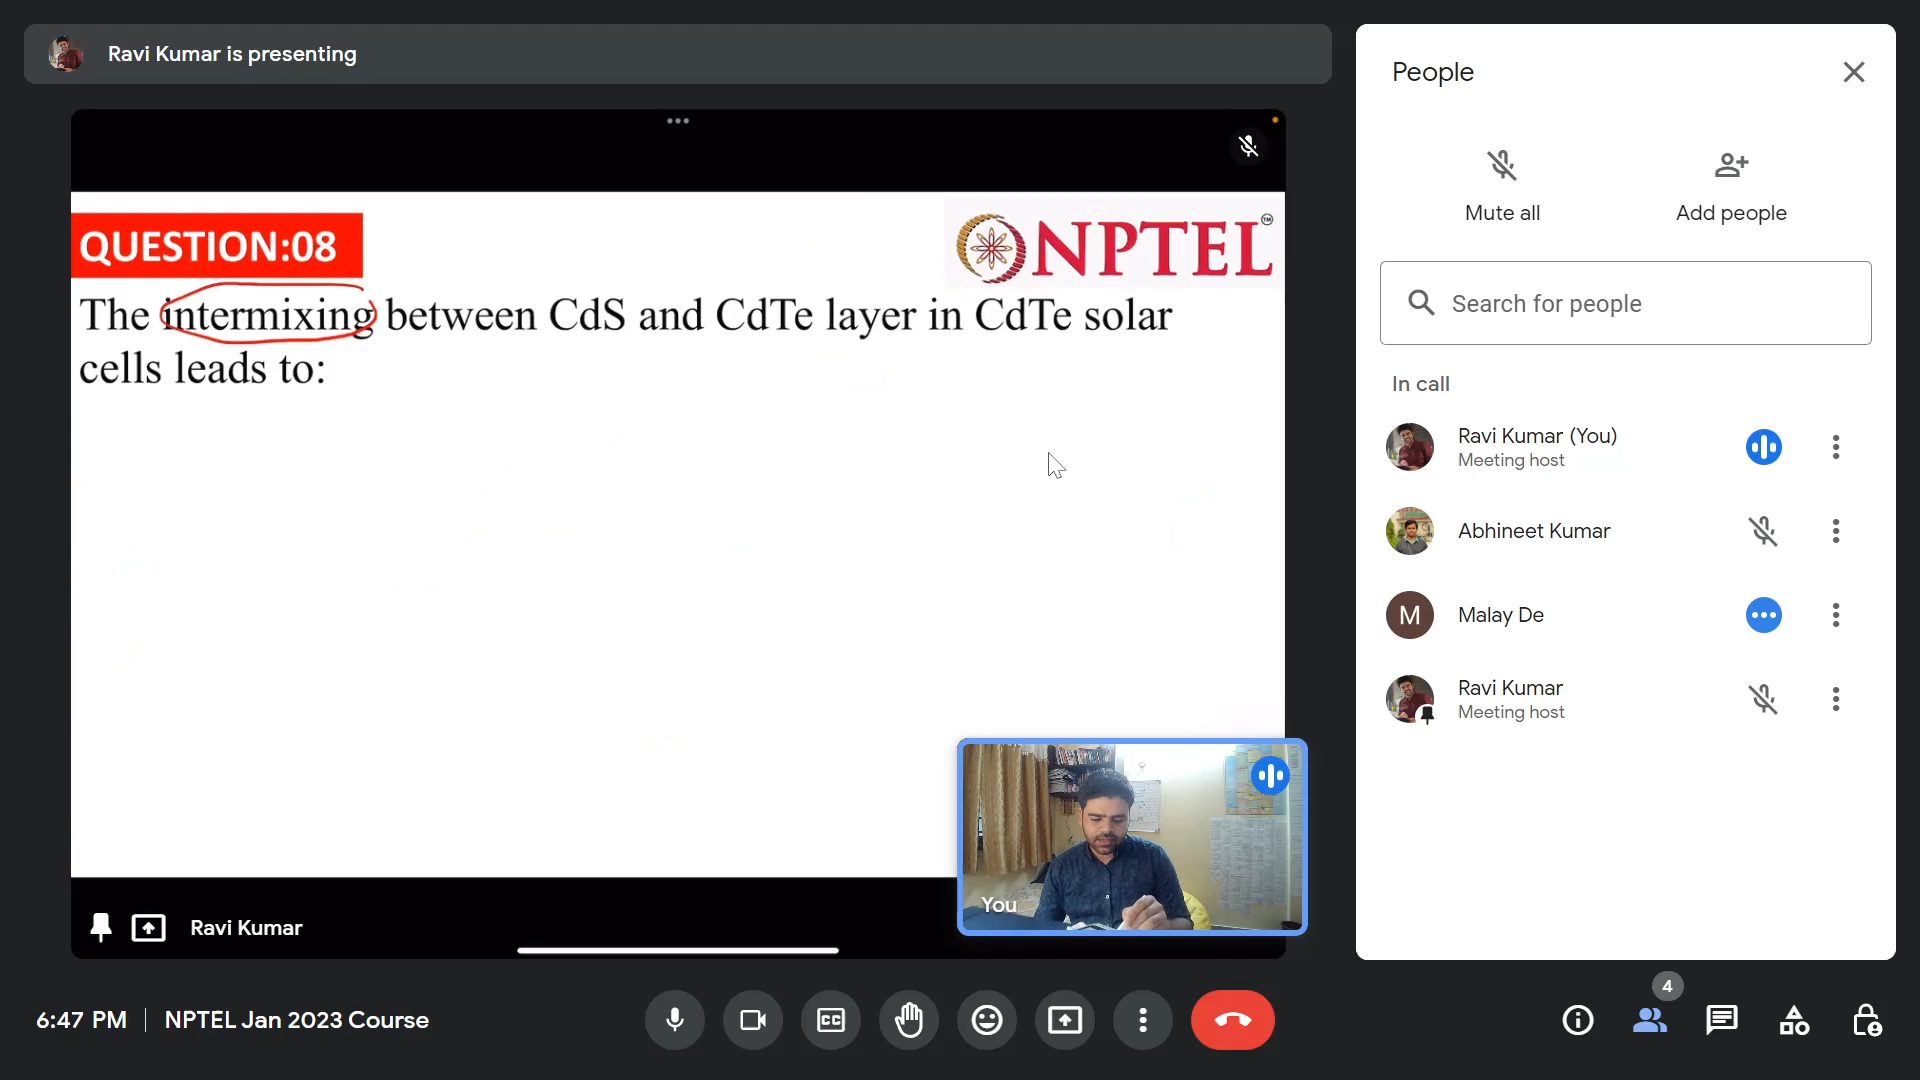 Ravi Kumar is presenting
QUESTION:08
NPTEL™
The intermixing between CdS and CdTe layer in CdTe solar
cells leads to:
You
Ravi Kumar
People
Mute all
Add people
Search for people
In call
Ravi Kumar (You)
Meeting host
Abhineet Kumar
M
Malay De
Ravi Kumar
Meeting host
6:47 PM
NPTEL Jan 2023 Course
CC
4